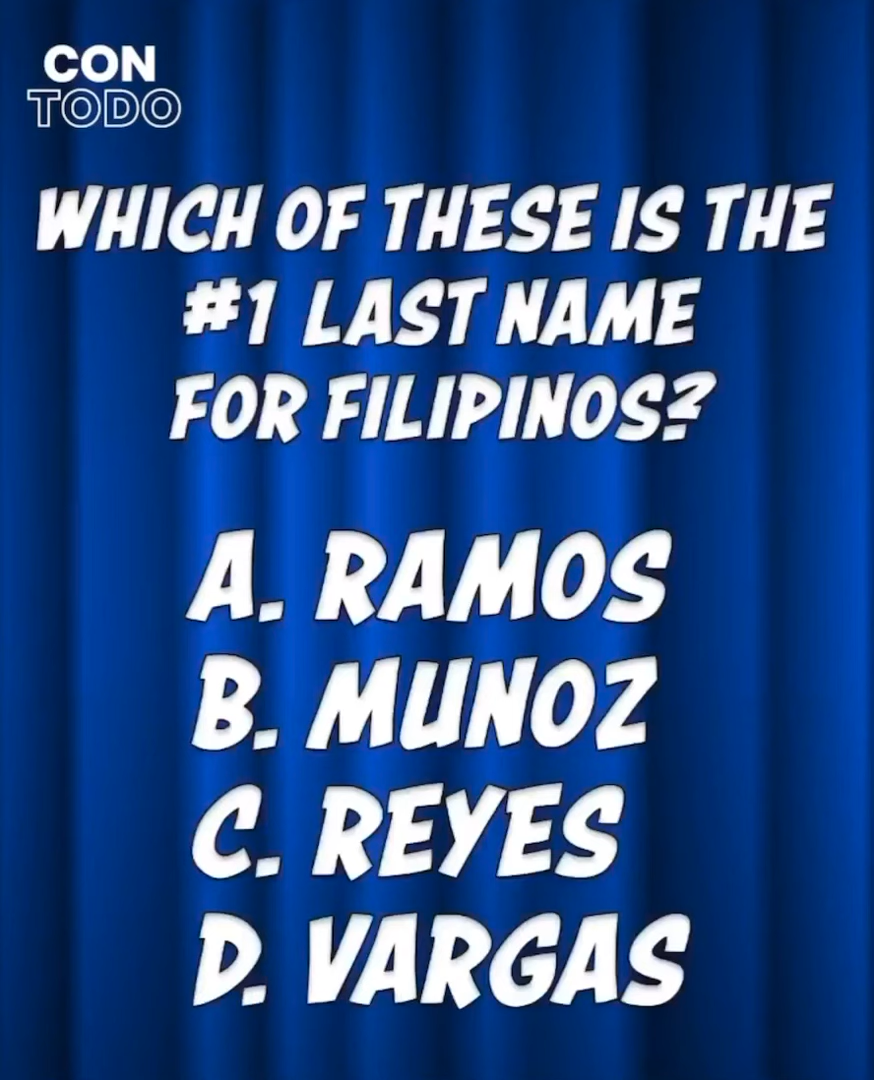 CON
TODO
WHICH OF THESE IS THE
#1 LAST NAME
FOR FILIPINOS?
A. RAMOS
B. MUNOZ
C. REYES
D. VARGAS